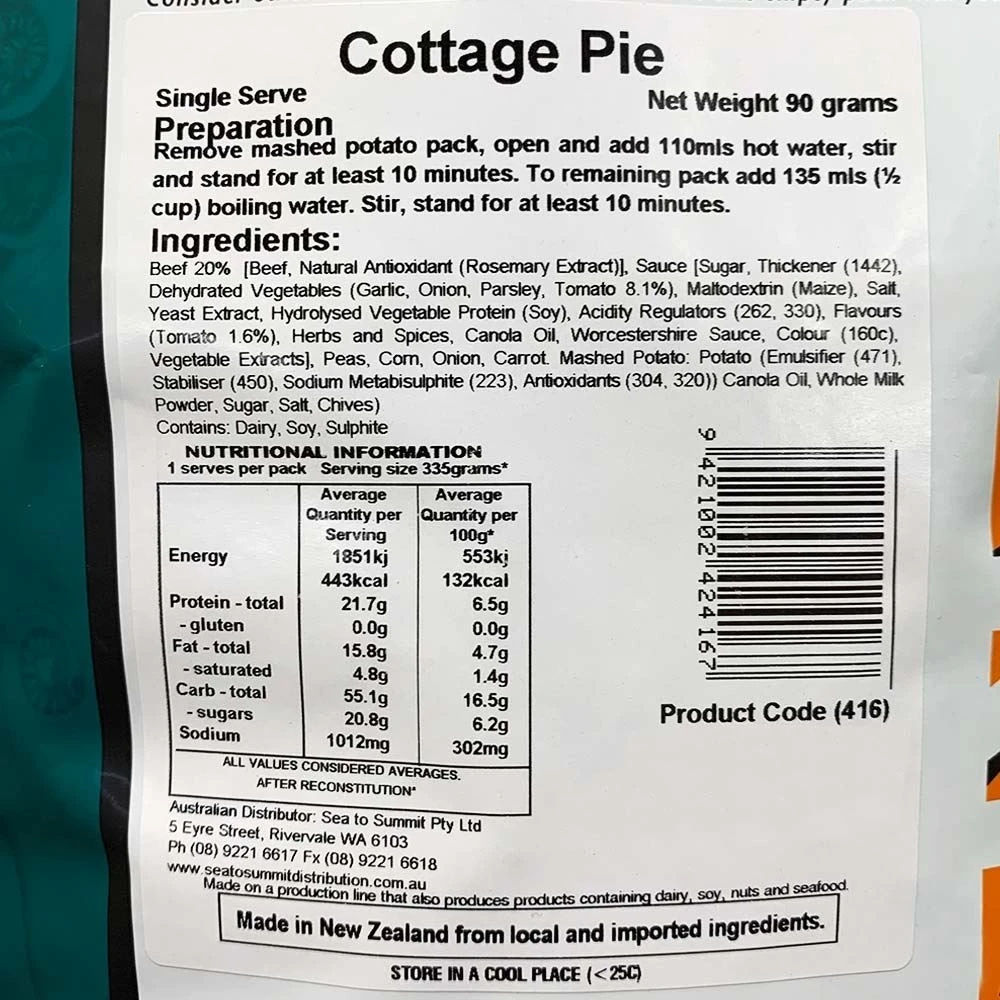 Cottage Pie
Single Serve
Net Weight 90 grams
Preparation
Remove mashed potato pack, open and add 110mls hot water, stir
and stand for at least 10 minutes. To remaining pack add 135 mls (½
cup) boiling water. Stir, stand for at least 10 minutes.
Ingredients:
Beef 20% [Beef, Natural Antioxidant (Rosemary Extract)], Sauce [Sugar, Thickener (1442),
Dehydrated Vegetables (Garlic, Onion, Parsley, Tomato 8.1%), Maltodextrin (Maize), Salt,
Yeast Extract, Hydrolysed Vegetable Protein (Soy), Acidity Regulators (262, 330), Flavours
(Tomato 1.6%), Herbs and Spices, Canola Oil, Worcestershire Sauce, Colour (160c),
Vegetable Extracts], Peas, Corn, Onion, Carrot. Mashed Potato: Potato (Emulsifier (471),
Stabiliser (450), Sodium Metabisulphite (223), Antioxidants (304, 320)) Canola Oil, Whole Milk
Powder, Sugar, Salt, Chives)
Contains: Dairy, Soy, Sulphite
NUTRITIONAL INFORMATION
1 serves per pack Serving size 335grams*
Average Quantity per Serving Average Quantity per 100g*
Energy 1851kj 553kj
443kcal 132kcal
Protein - total 21.7g 6.5g
- gluten 0.0g 0.0g
Fat - total 15.8g 4.7g
- saturated 4.8g 1.4g
Carb - total 55.1g 16.5g
- sugars 20.8g 6.2g
Sodium 1012mg 302mg
ALL VALUES CONSIDERED AVERAGES.
AFTER RECONSTITUTION*
9 421002 424167
Product Code (416)
Australian Distributor: Sea to Summit Pty Ltd
5 Eyre Street, Rivervale WA 6103
Ph (08) 9221 6617 Fx (08) 9221 6618
www.seatosummitdistribution.com.au
Made on a production line that also produces products containing dairy, soy, nuts and seafood.
Made in New Zealand from local and imported ingredients.
STORE IN A COOL PLACE (<25C)